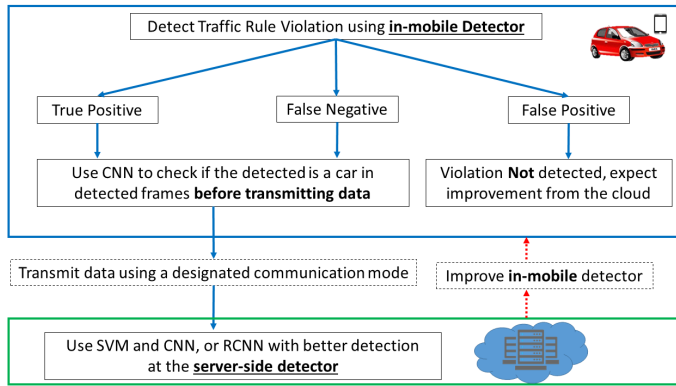 Detect Traffic Rule Violation using in-mobile Detector
True Positive
False Negative
False Positive
Use CNN to check if the detected is a car in
detected frames before transmitting data
Violation Not detected, expect
improvement from the cloud
Transmit data using a designated communication mode
Improve in-mobile detector
Use SVM and CNN, or RCNN with better detection
at the server-side detector